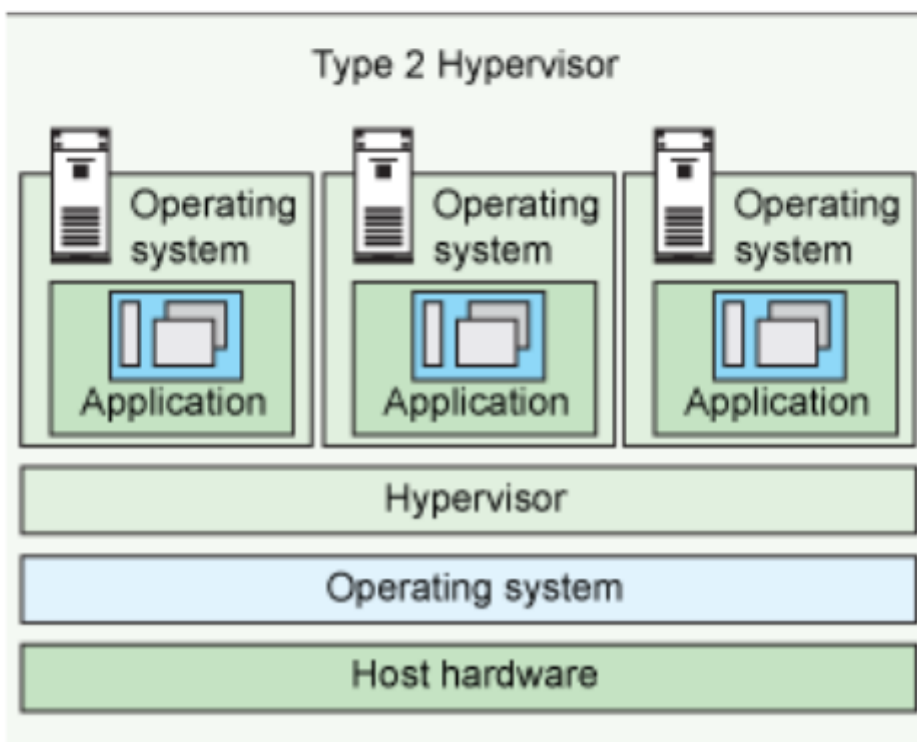 Type 2 Hypervisor
Operating
system
Application
Operating
system
Application
Operating
system
Application
Hypervisor
Operating system
Host hardware